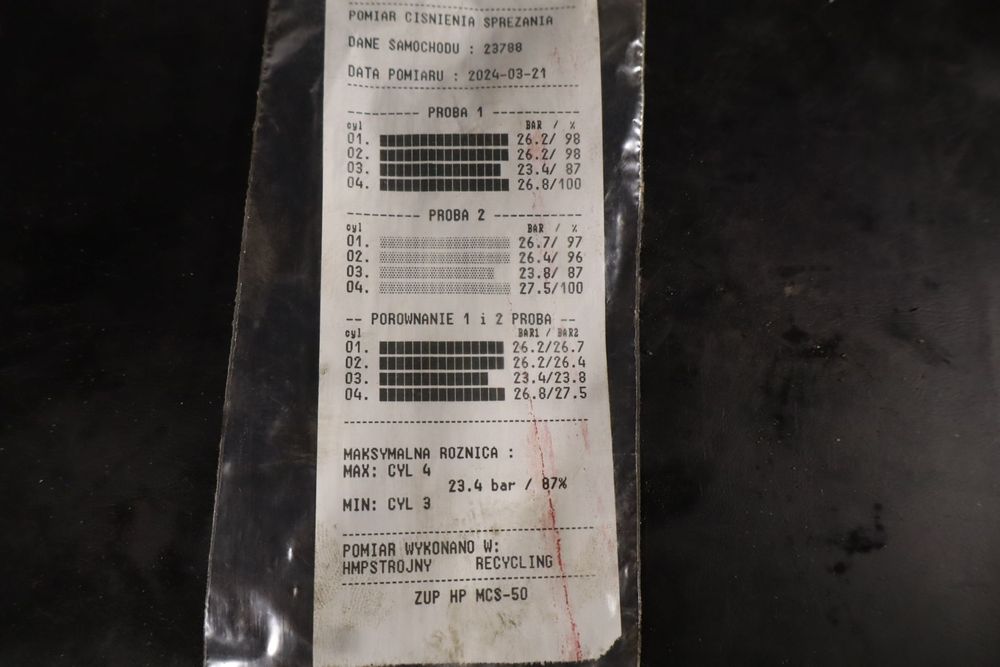 POMIAR CISNIENIA SPREZANIA
DANE SAMOCHODU : 23788
DATA POMIARU : 2024-03-21
PROBA 1
cyl BAR / %
01. 26.2/ 98
02. 26.2/ 98
03. 23.4/ 87
04. 26.8/100
PROBA 2
cyl BAR / %
01. 26.7/ 97
02. 26.4/ 96
03. 23.8/ 87
04. 27.5/100
-- POROWNANIE 1 i 2 PROBA --
cyl BAR1 / BAR2
01. 26.2/26.7
02. 26.2/26.4
03. 23.4/23.8
04. 26.8/27.5
MAKSYMALNA ROZNICA :
MAX: CYL 4
23.4 bar / 87%
MIN: CYL 3
POMIAR WYKONANO W:
HMPSTROJNY RECYCLING
ZUP HP MCS-50